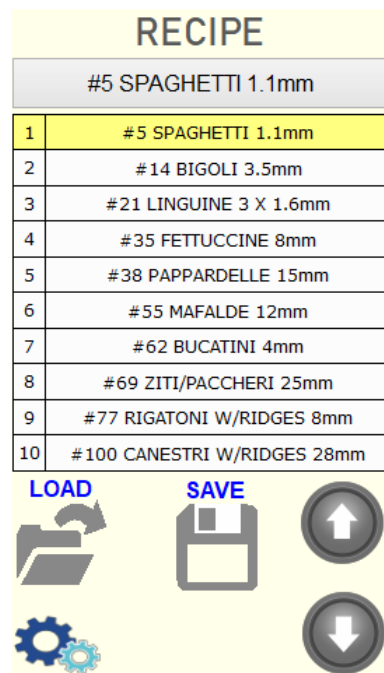 RECIPE
#5 SPAGHETTI 1.1mm
1 #5 SPAGHETTI 1.1mm
2 #14 BIGOLI 3.5mm
3 #21 LINGUINE 3 X 1.6mm
4 #35 FETTUCCINE 8mm
5 #38 PAPPARDELLE 15mm
6 #55 MAFALDE 12mm
7 #62 BUCATINI 4mm
8 #69 ZITI/PACCHERI 25mm
9 #77 RIGATONI W/RIDGES 8mm
10 #100 CANESTRI W/RIDGES 28mm
LOAD SAVE